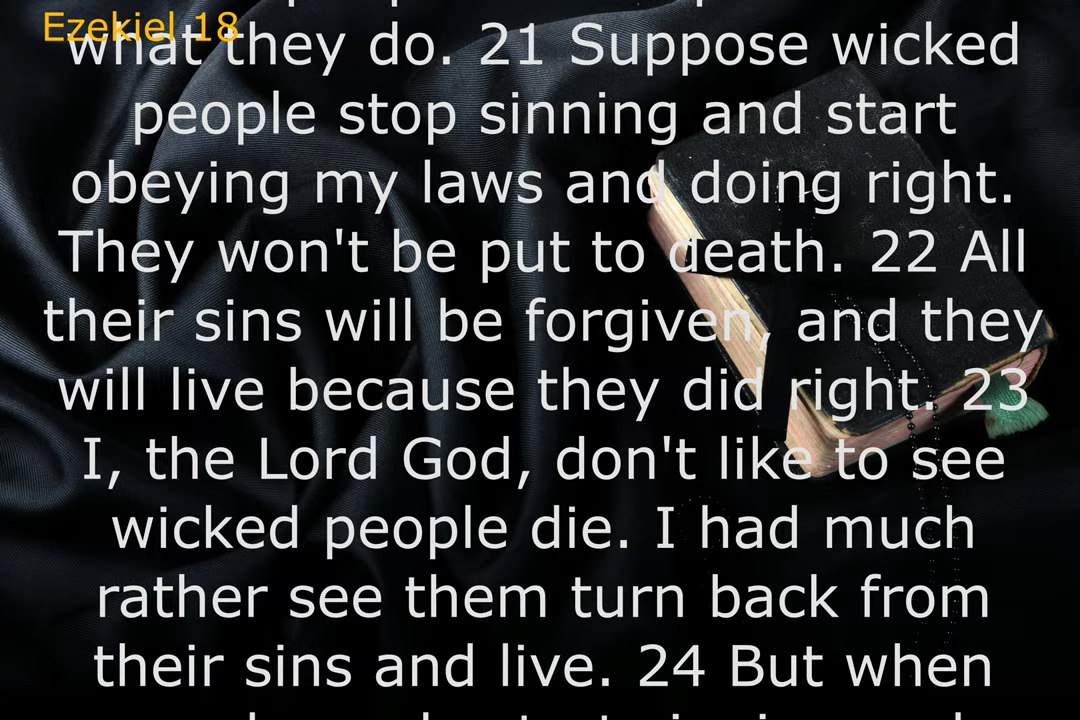 Ezekiel 18
what they do. 21 Suppose wicked
people stop sinning and start
obeying my laws and doing right.
They won't be put to death. 22 All
their sins will be forgiven, and they
will live because they did right. 23
I, the Lord God, don't like to see
wicked people die. I had much
rather see them turn back from
their sins and live. 24 But when